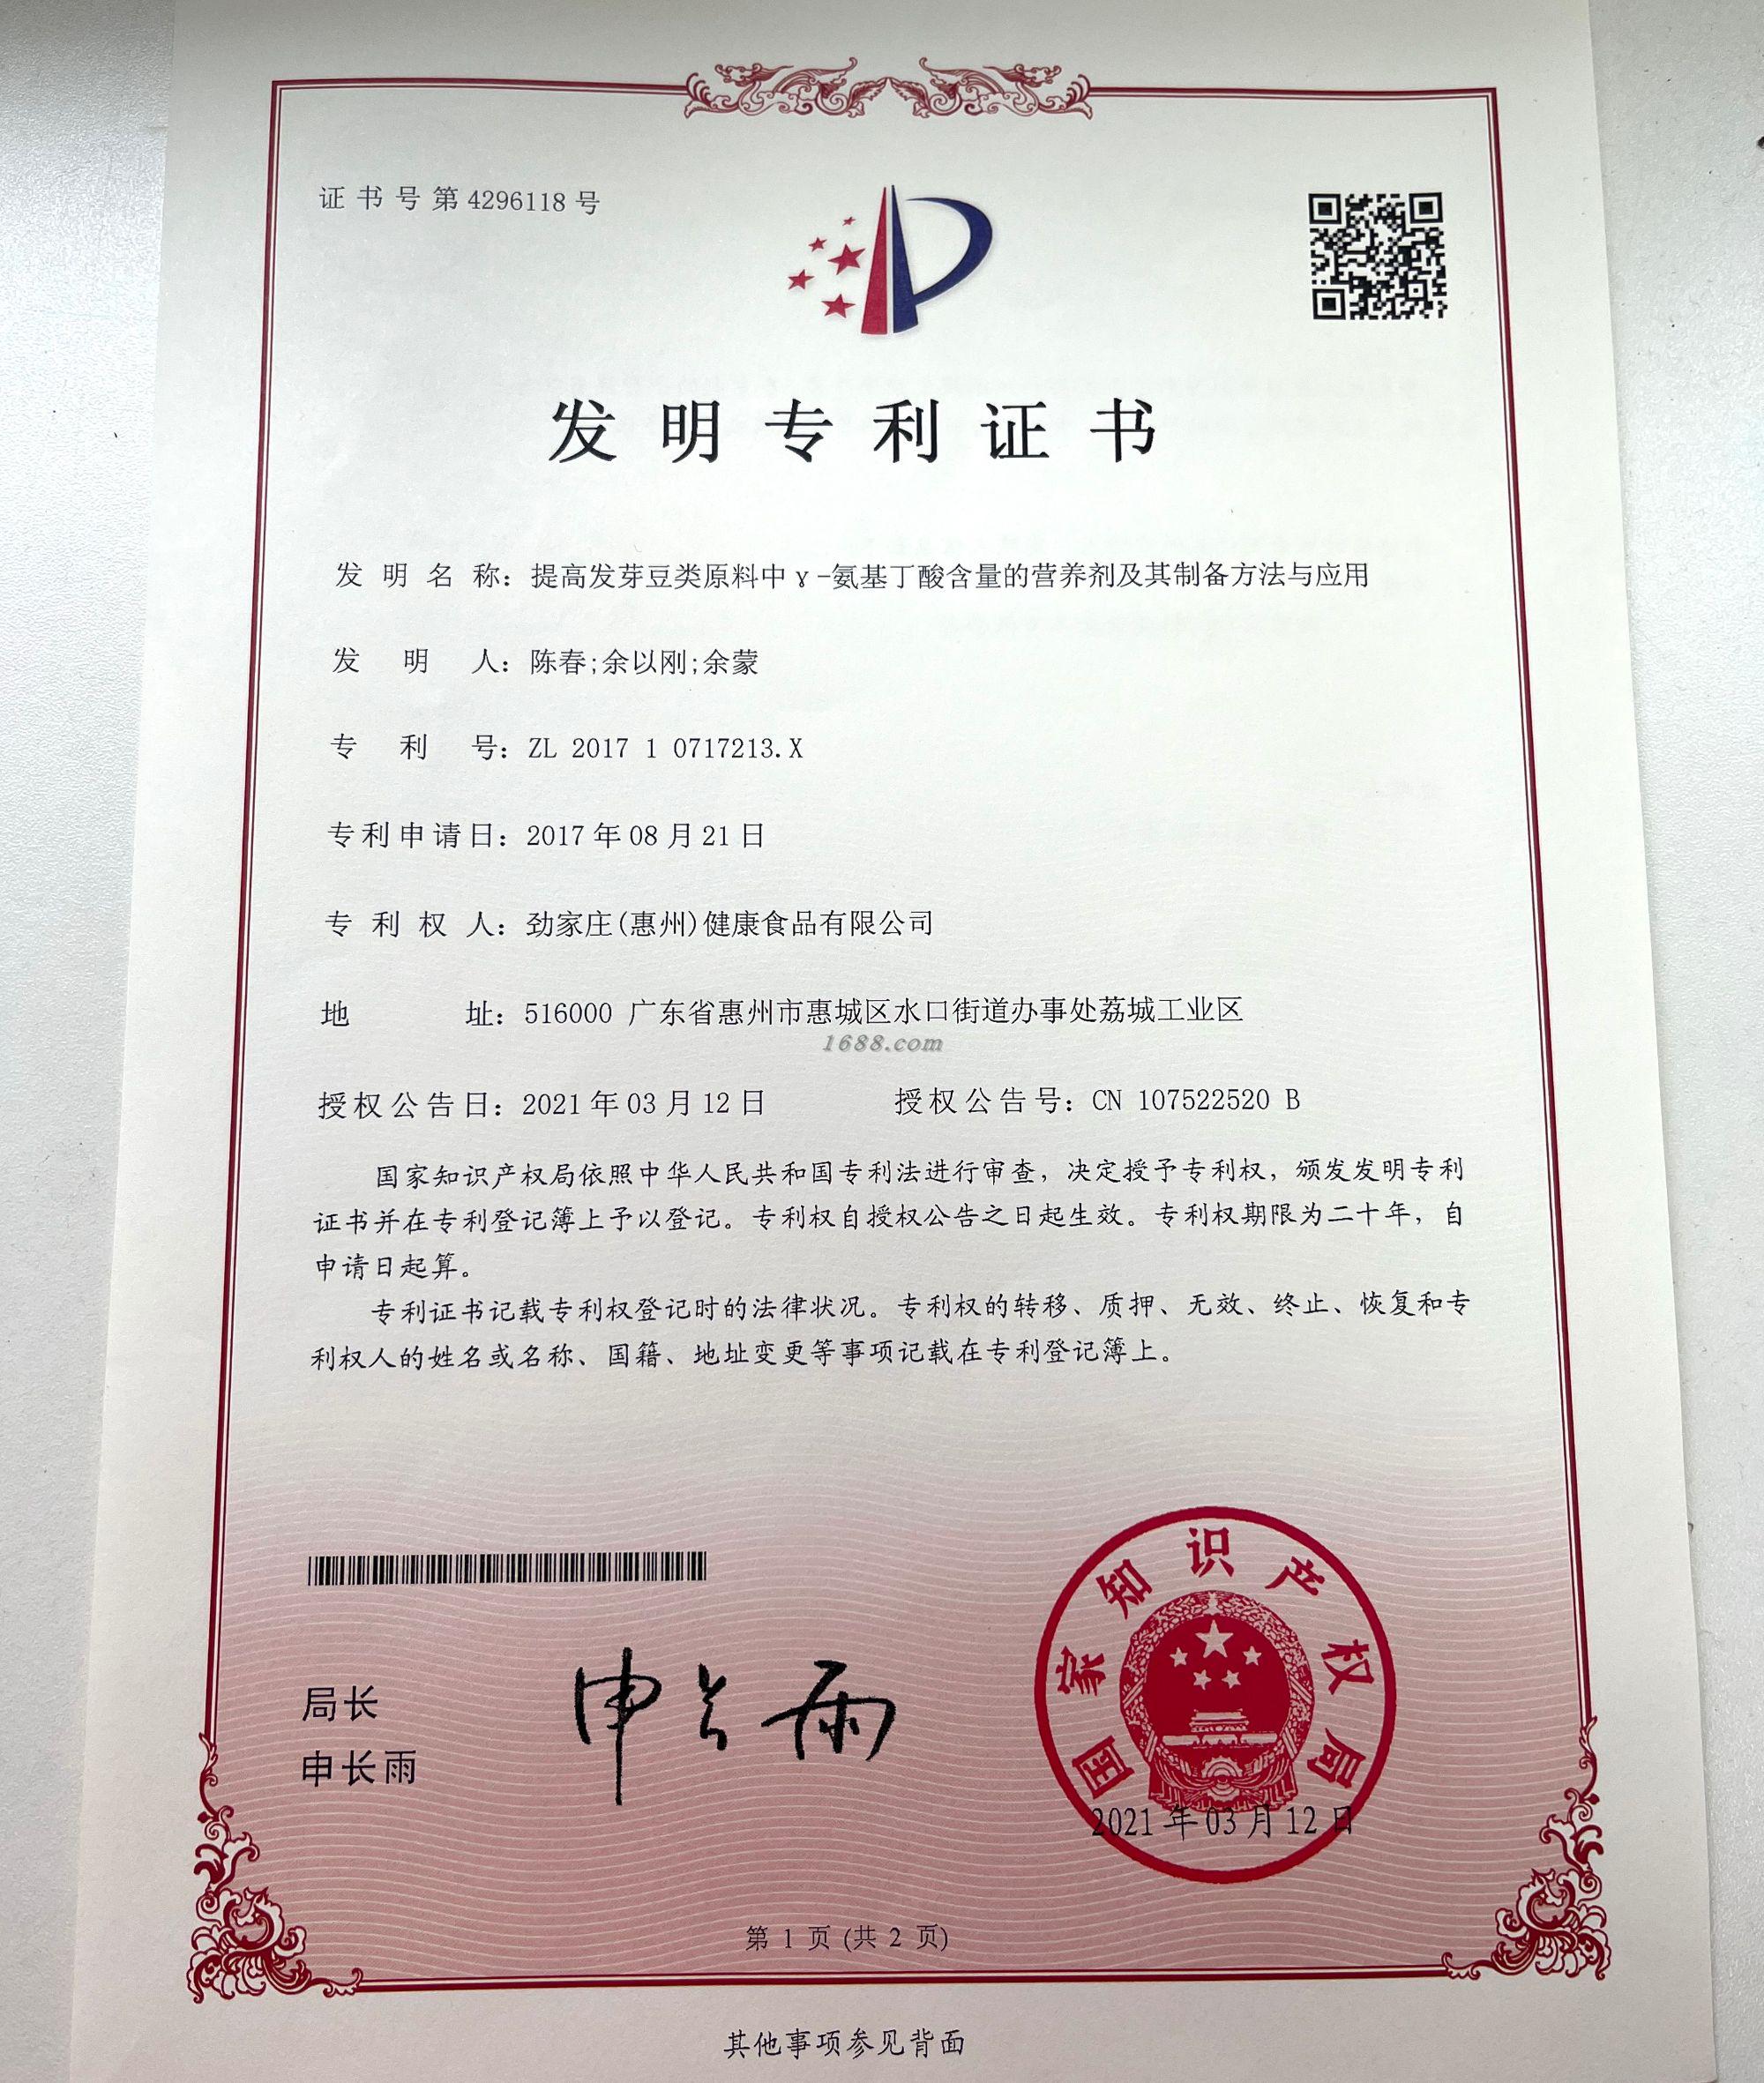 证书号第4296118号
发明专利证书
发明名称：提高发芽豆类原料中γ-氨基丁酸含量的营养剂及其制备方法与应用
发明人：陈春;余以刚;余蒙
专利号：ZL 2017 1 0717213.X
专利申请日：2017年08月21日
专利权人：劲家庄(惠州)健康食品有限公司
地址：516000 广东省惠州市惠城区水口街道办事处荔城工业区
1688.com
授权公告日：2021年03月12日 授权公告号：CN 107522520 B
国家知识产权局依照中华人民共和国专利法进行审查，决定授予专利权，颁发发明专利
证书并在专利登记簿上予以登记。专利权自授权公告之日起生效。专利权期限为二十年，自
申请日起算。
专利证书记载专利权登记时的法律状况。专利权的转移、质押、无效、终止、恢复和专
利权人的姓名或名称、国籍、地址变更等事项记载在专利登记簿上。
局长
申长雨
申长雨
国家知识产权局
2021年03月12日
第 1 页 (共 2 页)
其他事项参见背面